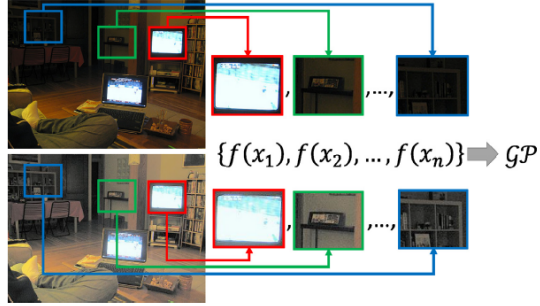 , ,...,
{f(x₁), f(x₂), ..., f(xₙ)} 𝒢𝒫
, ,...,